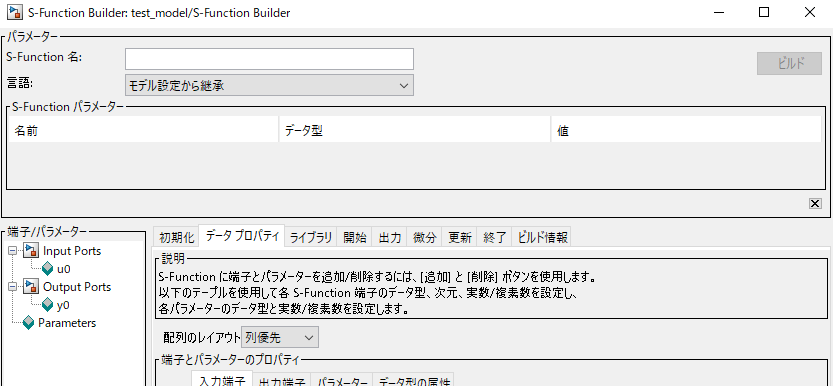 S-Function Builder: test_model/S-Function Builder
パラメーター
S-Function 名:
ビルド
言語:
モデル設定から継承
S-Function パラメーター
名前 データ型 値
端子/パラメーター
Input Ports
u0
Output Ports
y0
Parameters
初期化 データ プロパティ ライブラリ 開始 出力 微分 更新 終了 ビルド情報
説明
S-Function に端子とパラメーターを追加/削除するには、[追加] と [削除] ボタンを使用します。
以下のテーブルを使用して各 S-Function 端子のデータ型、次元、実数/複素数を設定し、
各パラメーターのデータ型と実数/複素数を設定します。
配列のレイアウト 列優先
端子とパラメーターのプロパティ
入力端子 出力端子 パラメーター データ型の属性